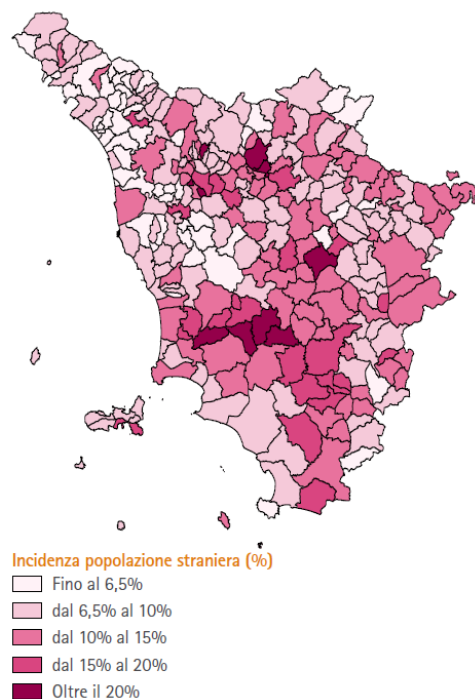 Incidenza popolazione straniera (%)
Fino al 6,5%
dal 6,5% al 10%
dal 10% al 15%
dal 15% al 20%
Oltre il 20%